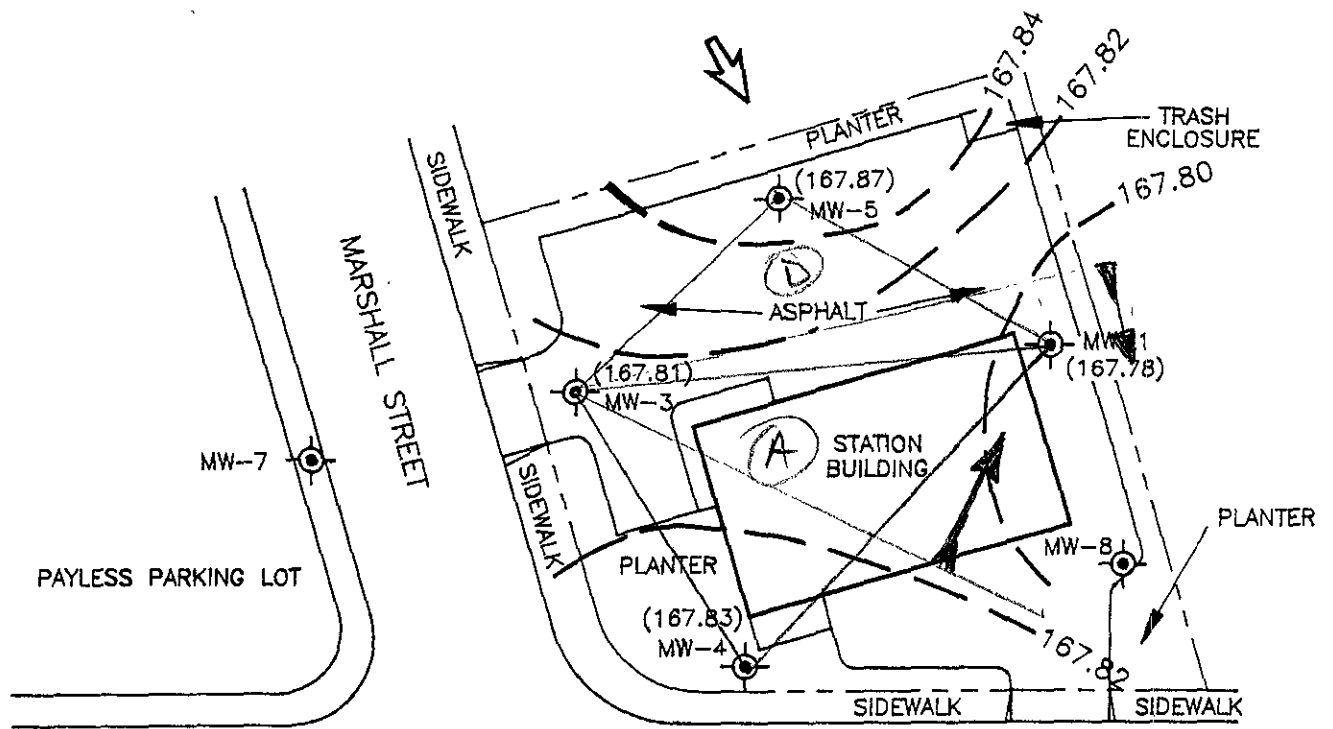 167.84
167.82
TRASH
ENCLOSURE
PLANTER
SIDEWALK
(167.87)
MW-5
167.80
MARSHALL STREET
D
ASPHALT
MW-1
(167.78)
(167.81)
MW-3
A
STATION
BUILDING
MW-7
SIDEWALK
PLANTER
MW-8
PLANTER
PAYLESS PARKING LOT
(167.83)
MW-4
167.82
SIDEWALK
SIDEWALK